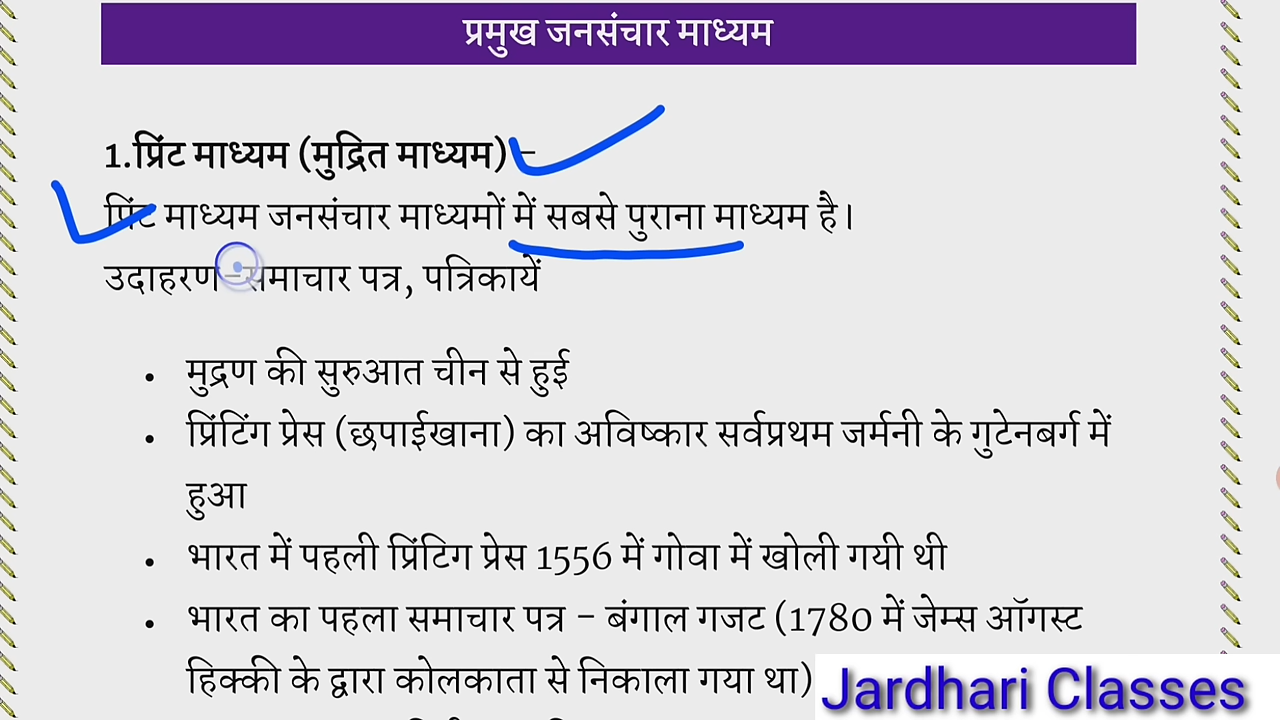 प्रमुख जनसंचार माध्यम
1.प्रिंट माध्यम (मुद्रित माध्यम) –
प्रिंट माध्यम जनसंचार माध्यमों में सबसे पुराना माध्यम है।
उदाहरण –समाचार पत्र, पत्रिकायें
• मुद्रण की सुरुआत चीन से हुई
• प्रिंटिंग प्रेस (छपाईखाना) का अविष्कार सर्वप्रथम जर्मनी के गुटेनबर्ग में
हुआ
• भारत में पहली प्रिंटिग प्रेस 1556 में गोवा में खोली गयी थी
• भारत का पहला समाचार पत्र – बंगाल गजट (1780 में जेम्स ऑगस्ट
हिक्की के द्वारा कोलकाता से निकाला गया था)
Jardhari Classes